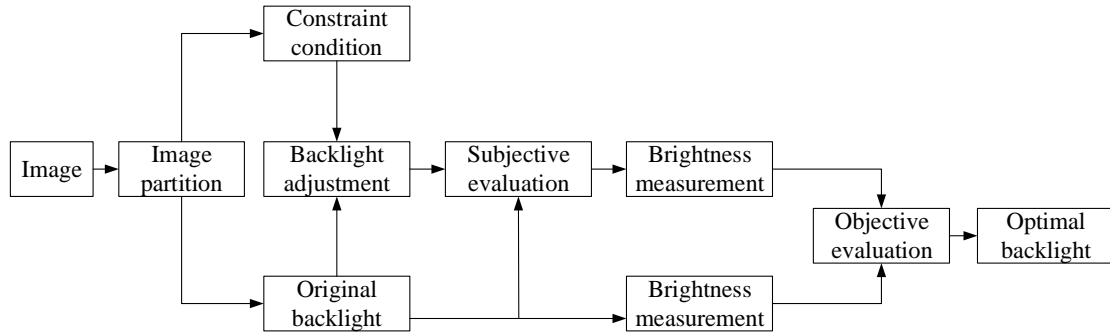 Constraint
condition
Image
Image
partition
Backlight
adjustment
Subjective
evaluation
Brightness
measurement
Objective
evaluation
Optimal
backlight
Original
backlight
Brightness
measurement